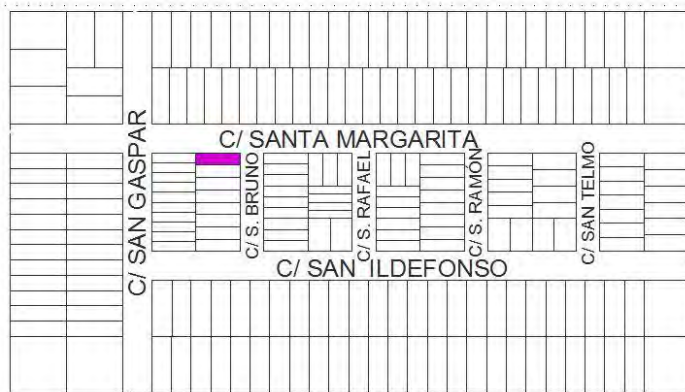 C/ SANTA MARGARITA
C/ SAN GASPAR
C/ S. BRUNO
C/ S. RAFAEL
C/ S. RAMÓN
C/ SAN TELMO
C/ SAN ILDEFONSO